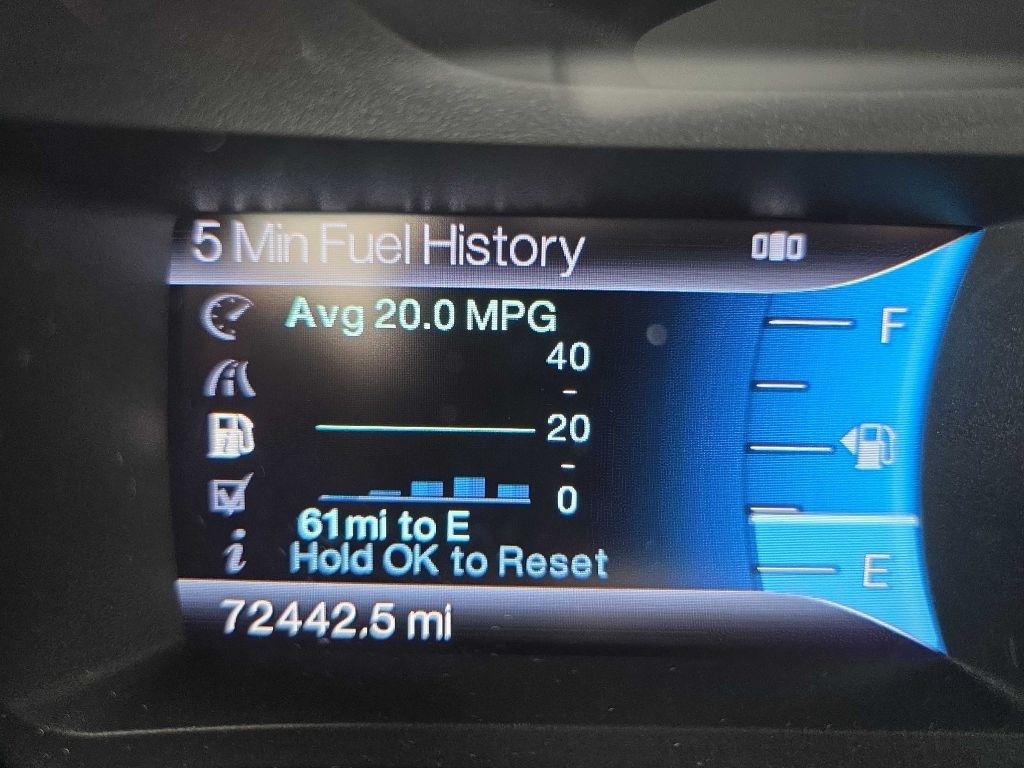 5 Min Fuel History
Avg 20.0 MPG
40
20
0
61mi to E
Hold OK to Reset
72442.5 mi
F
E
i